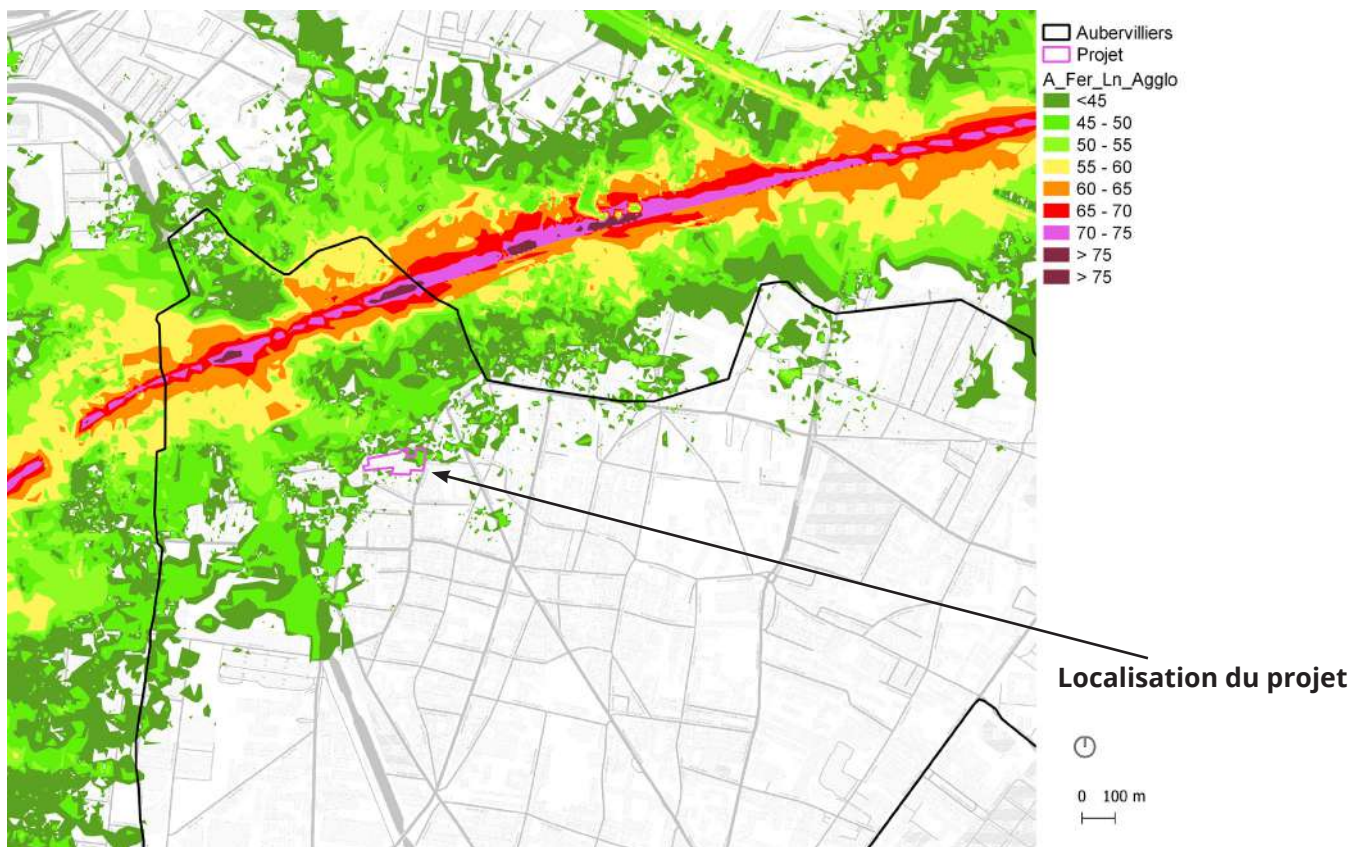 Aubervilliers
Projet
A_Fer_Ln_Agglo
<45
45 - 50
50 - 55
55 - 60
60 - 65
65 - 70
70 - 75
> 75
> 75
Localisation du projet
0 100 m